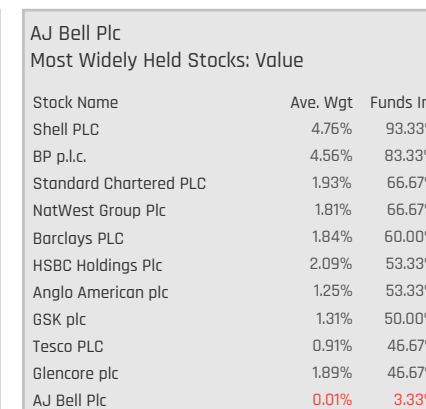 AJ Bell Plc
Most Widely Held Stocks: Value
Stock Name Ave. Wgt Funds In
Shell PLC 4.76% 93.33%
BP p.l.c. 4.56% 83.33%
Standard Chartered PLC 1.93% 66.67%
NatWest Group Plc 1.81% 66.67%
Barclays PLC 1.84% 60.00%
HSBC Holdings Plc 2.09% 53.33%
Anglo American plc 1.25% 53.33%
GSK plc 1.31% 50.00%
Tesco PLC 0.91% 46.67%
Glencore plc 1.89% 46.67%
AJ Bell Plc 0.01% 3.33%